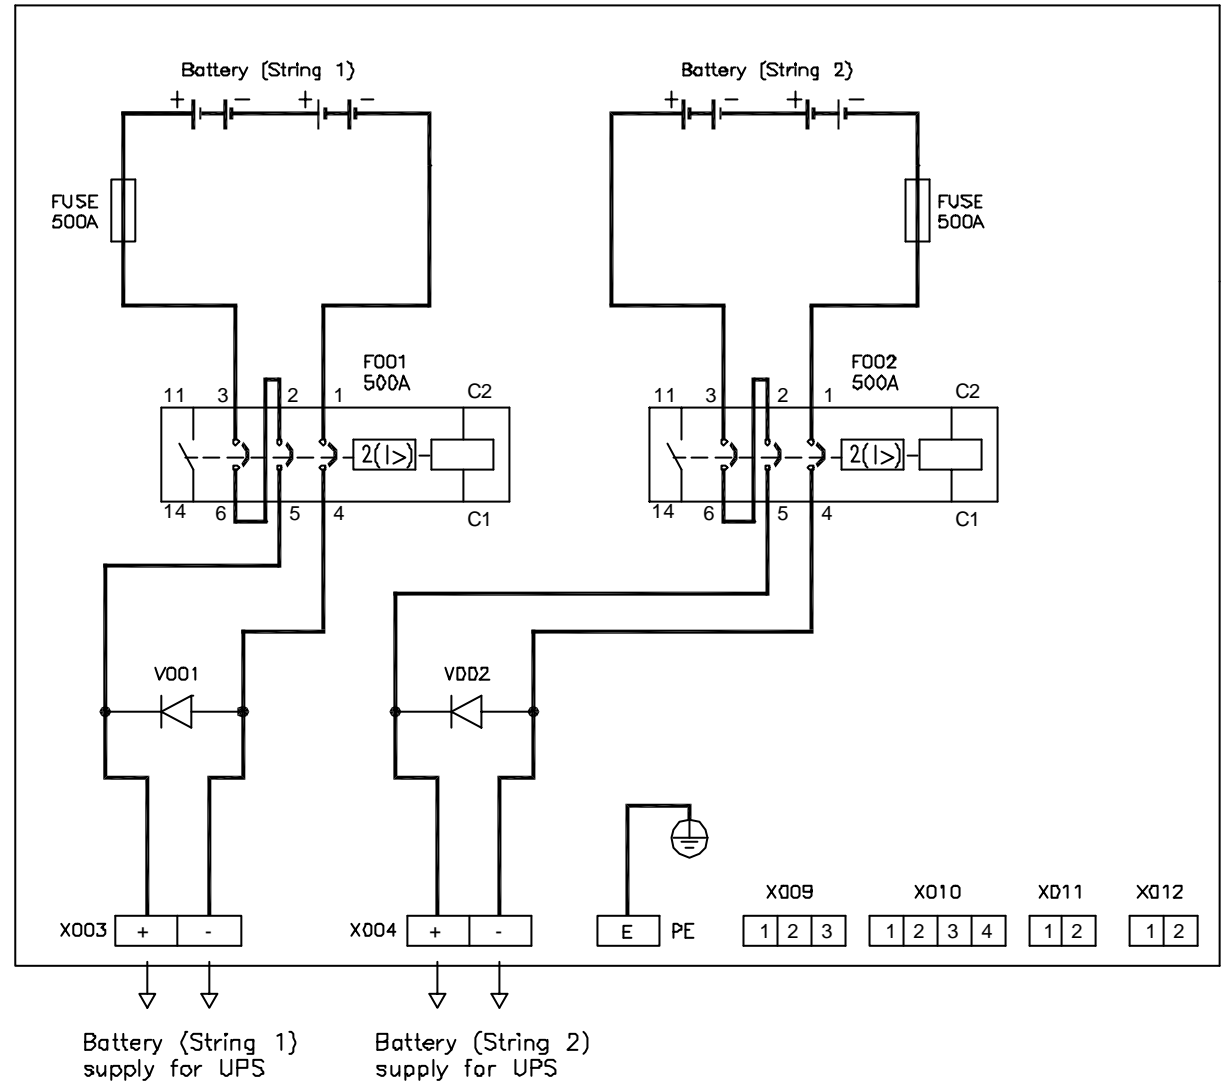 Battery (String 1)
Battery (String 2)
+ - + -
+ - + -
FUSE
500A
FUSE
500A
F001
500A
F002
500A
11 3 2 1 C2
11 3 2 1 C2
2(I>)
2(I>)
14 6 5 4 C1
14 6 5 4 C1
V001
V002
X009 X010 X011 X012
X003 + -
X004 + -
E PE
1 2 3
1 2 3 4
1 2
1 2
Battery (String 1)
supply for UPS
Battery (String 2)
supply for UPS